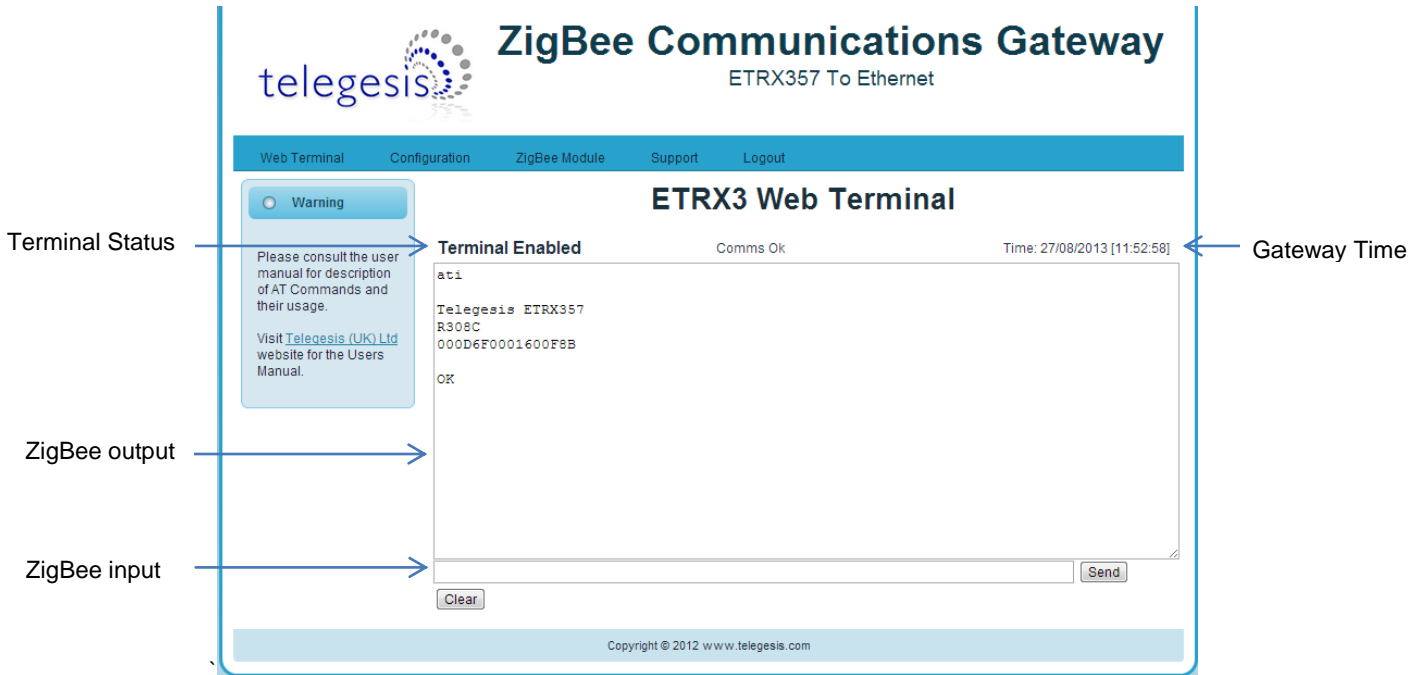 telegesis
ZigBee Communications Gateway
ETRX357 To Ethernet
Web Terminal Configuration ZigBee Module Support Logout
Warning
Please consult the user
manual for description
of AT Commands and
their usage.
Visit Telegesis (UK) Ltd
website for the Users
Manual.
ETRX3 Web Terminal
Terminal Status
Terminal Enabled Comms Ok Time: 27/08/2013 [11:52:58]
Gateway Time
ati
Telegesis ETRX357
R308C
000D6F0001600F8B
OK
ZigBee output
ZigBee input
Send
Clear
Copyright © 2012 www.telegesis.com
`